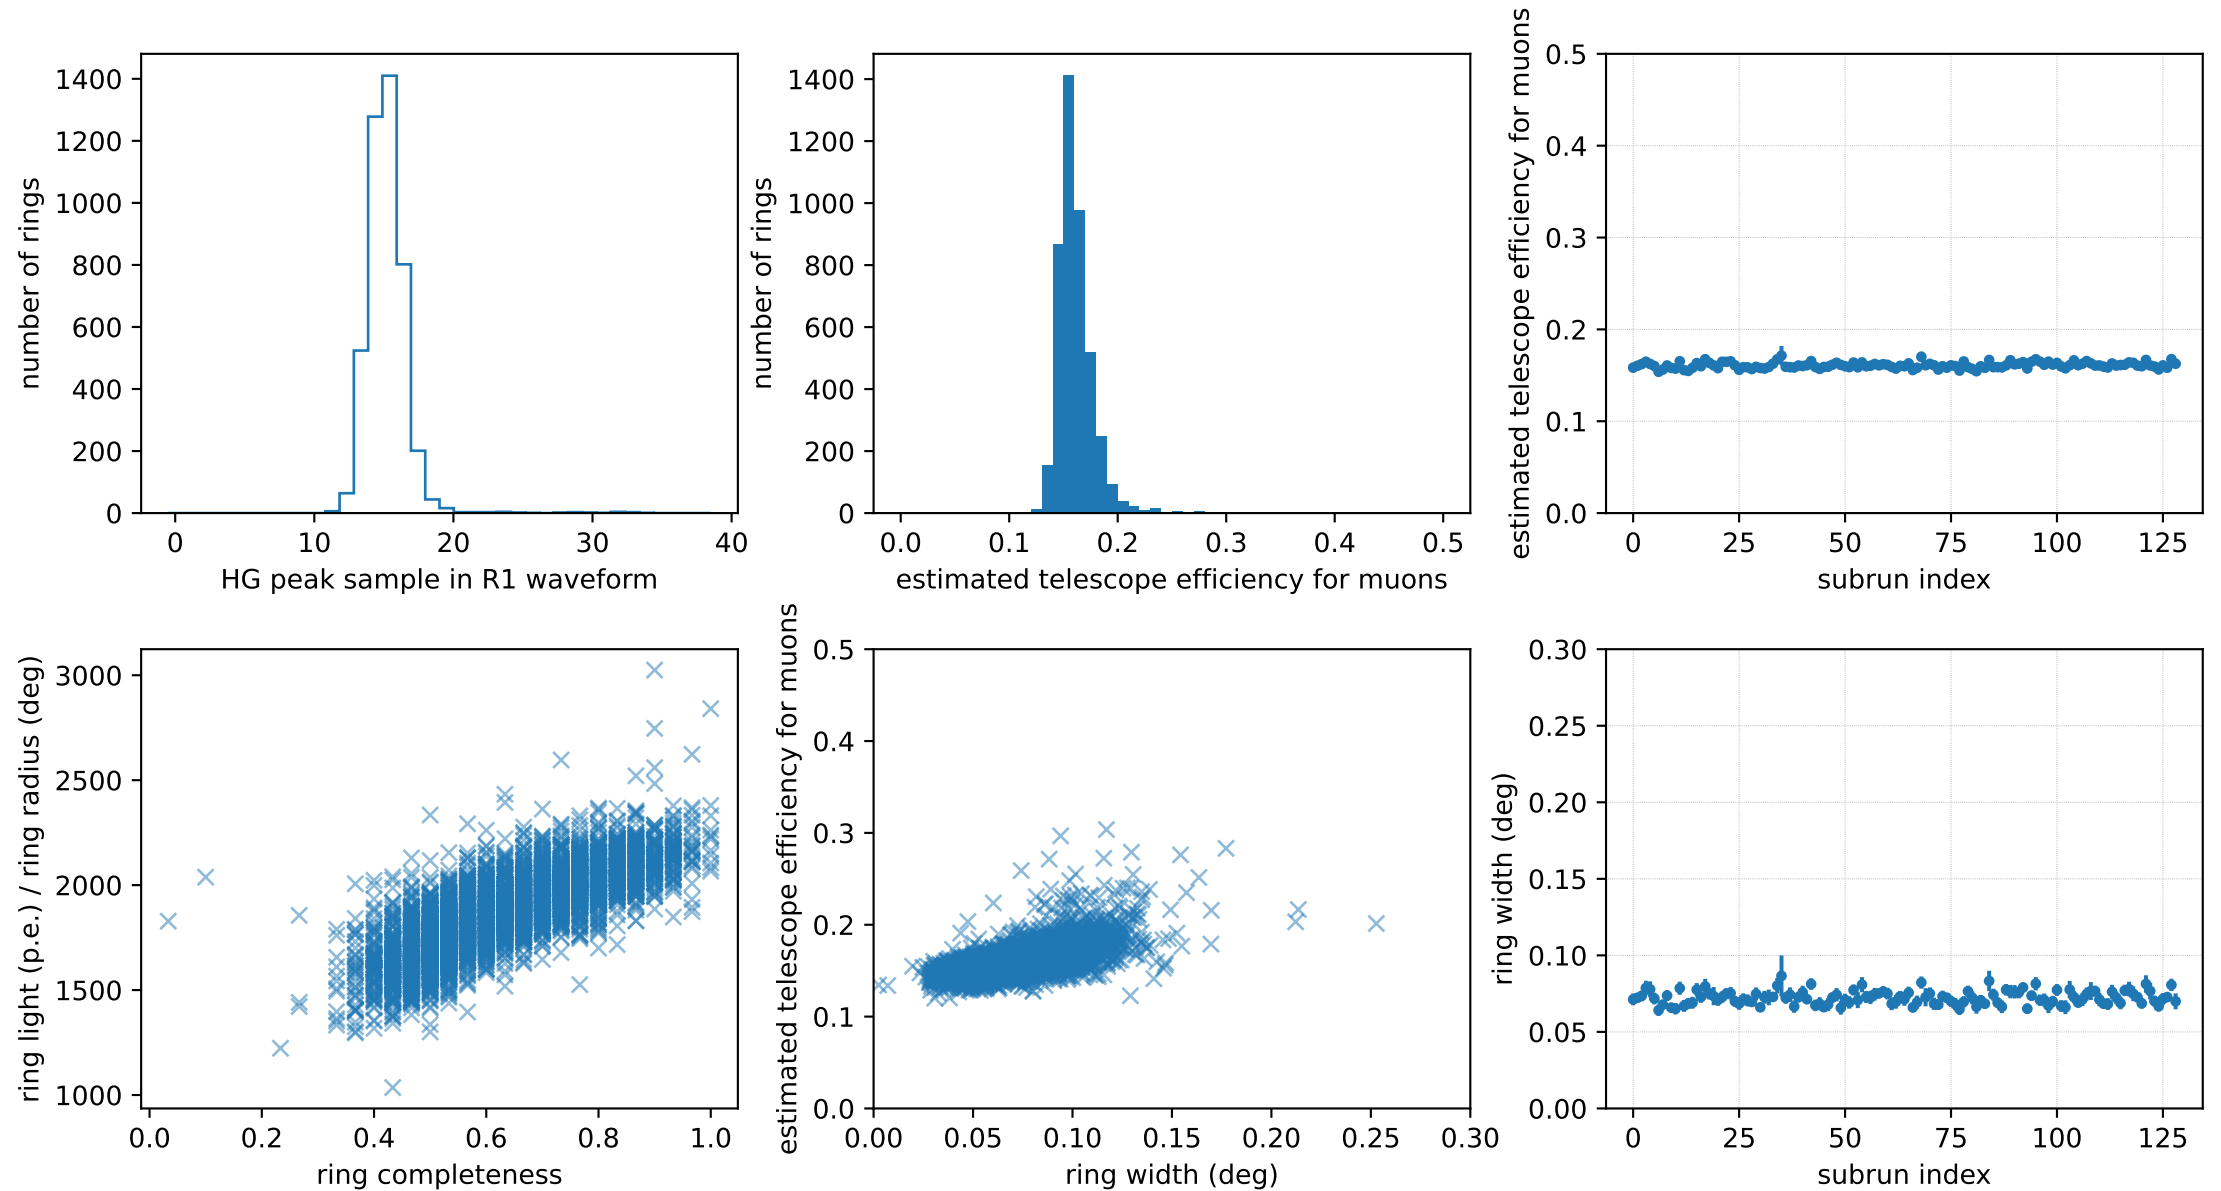 1400
1200
1000
800
600
400
200
0
number of rings
0 10 20 30 40
HG peak sample in R1 waveform
1400
1200
1000
800
600
400
200
0
number of rings
0.0 0.1 0.2 0.3 0.4 0.5
estimated telescope efficiency for muons
0.5
0.4
0.3
0.2
0.1
0.0
estimated telescope efficiency for muons
0 25 50 75 100 125
subrun index
3000
2500
2000
1500
1000
ring light (p.e.) / ring radius (deg)
0.0 0.2 0.4 0.6 0.8 1.0
ring completeness
0.5
0.4
0.3
0.2
0.1
0.0
estimated telescope efficiency for muons
0.00 0.05 0.10 0.15 0.20 0.25 0.30
ring width (deg)
0.30
0.25
0.20
0.15
0.10
0.05
0.00
ring width (deg)
0 25 50 75 100 125
subrun index